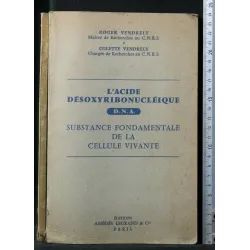 ROGER VENDRELY
Maître de Recherches au C.N.R.S.
COLETTE VENDRELY
Chargée de Recherches au C.N.R.S.
L'ACIDE
DÉSOXYRIBONUCLÉIQUE
D. N. A.
SUBSTANCE FONDAMENTALE
DE LA
CELLULE VIVANTE
ÉDITION
AMÉDÉE LEGRAND & Cie
PARIS